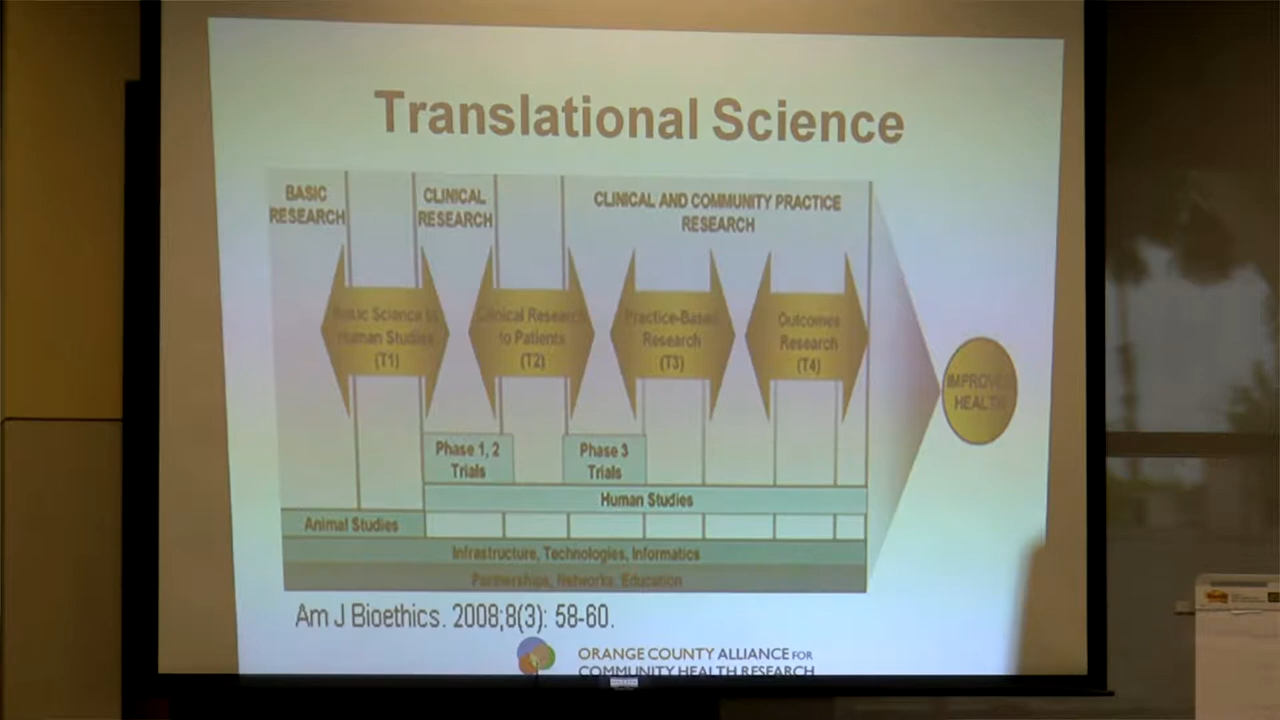 Translational Science
BASIC
RESEARCH
CLINICAL
RESEARCH
CLINICAL AND COMMUNITY PRACTICE
RESEARCH
Basic Science to
Human Studies
(T1)
Clinical Research
to Patients
(T2)
Practice-Based
Research
(T3)
Outcomes
Research
(T4)
IMPROVED
HEALTH
Phase 1, 2
Trials
Phase 3
Trials
Human Studies
Animal Studies
Infrastructure, Technologies, Informatics
Partnerships, Networks, Education
Am J Bioethics. 2008;8(3): 58-60.
ORANGE COUNTY ALLIANCE FOR
COMMUNITY HEALTH RESEARCH